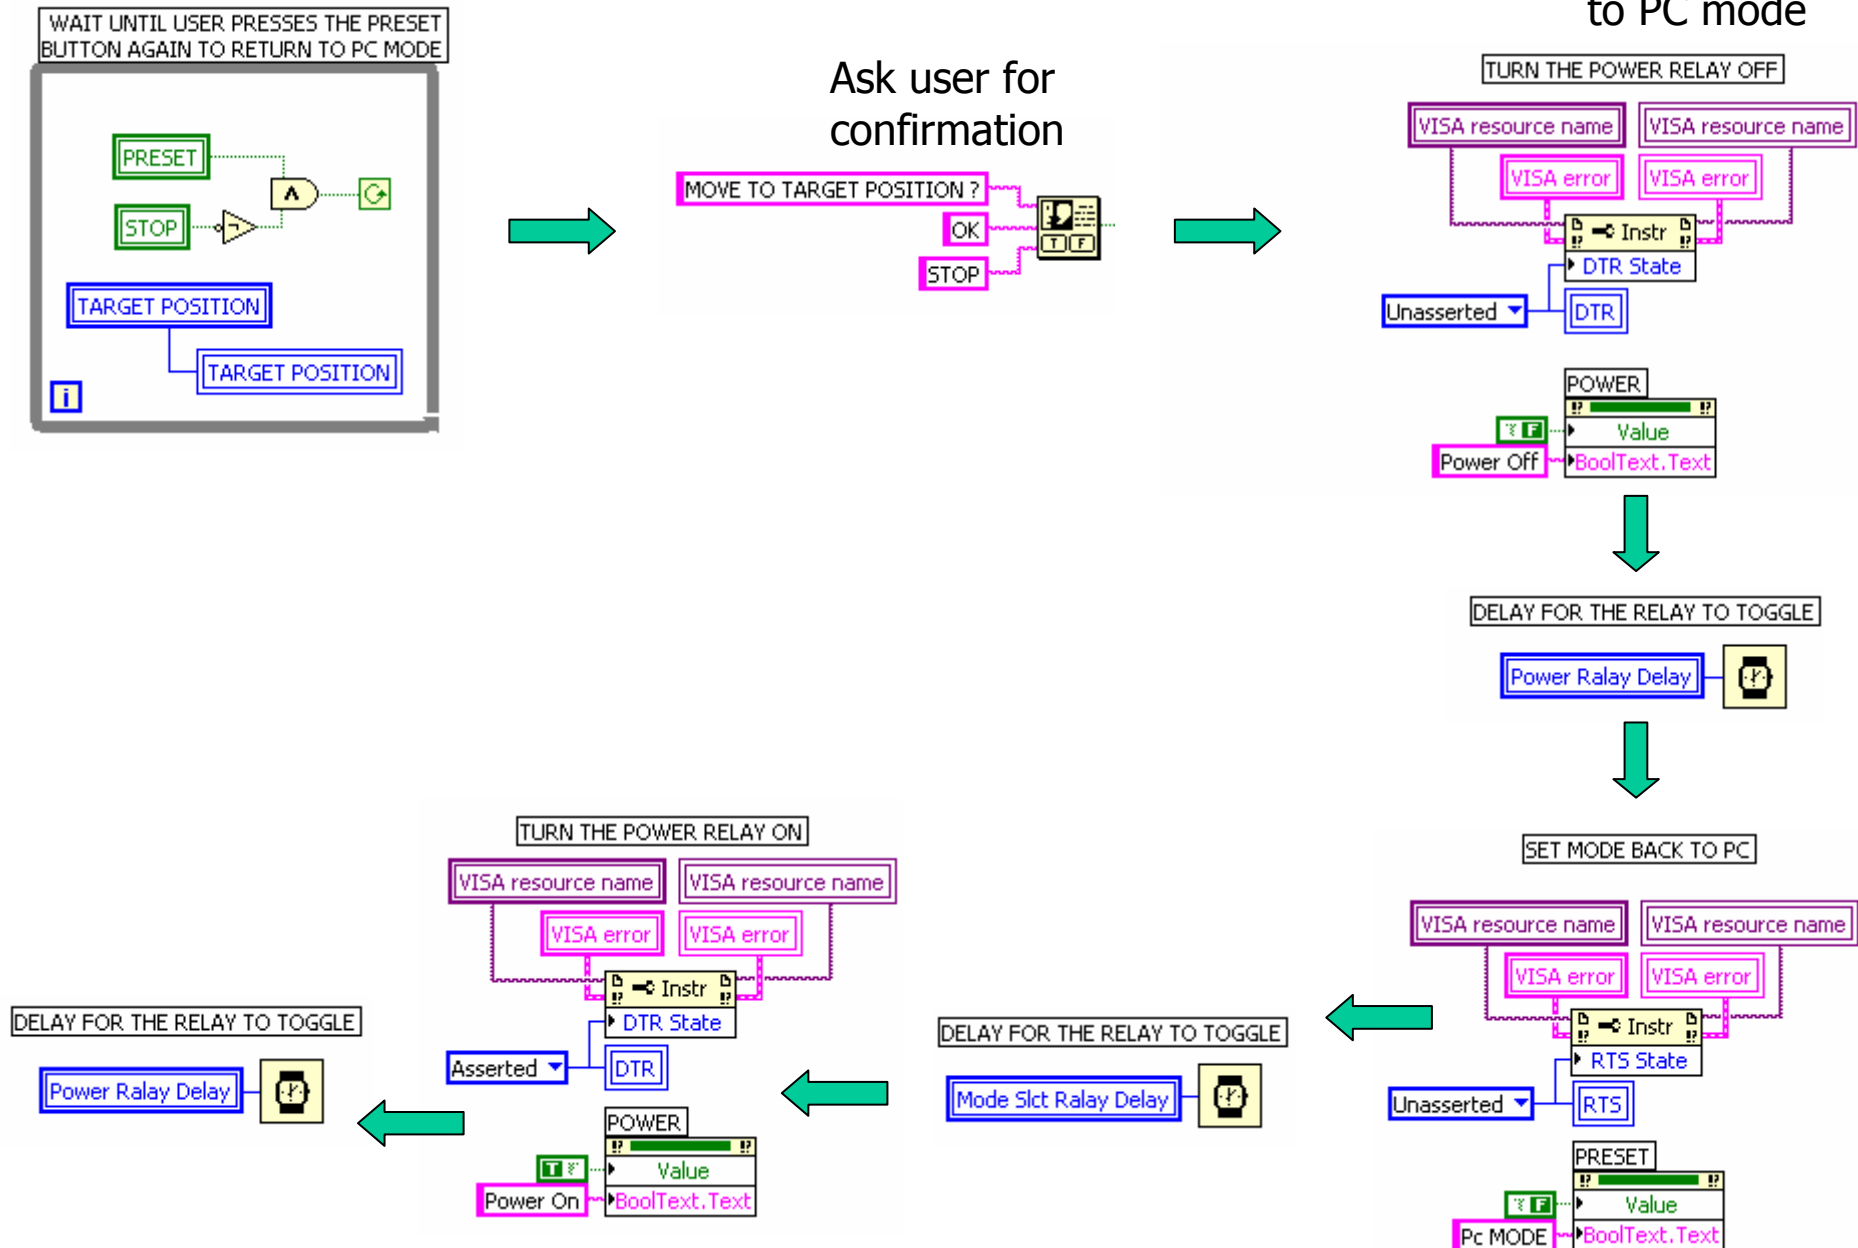 WAIT UNTIL USER PRESSES THE PRESET
BUTTON AGAIN TO RETURN TO PC MODE
PRESET
STOP
TARGET POSITION
TARGET POSITION
i
Ask user for
confirmation
MOVE TO TARGET POSITION ?
OK
STOP
T F
to PC mode
TURN THE POWER RELAY OFF
VISA resource name
VISA resource name
VISA error
VISA error
Instr
DTR State
Unasserted
DTR
POWER
F
Value
Power Off
BoolText.Text
DELAY FOR THE RELAY TO TOGGLE
Power Ralay Delay
SET MODE BACK TO PC
VISA resource name
VISA resource name
VISA error
VISA error
Instr
RTS State
Unasserted
RTS
PRESET
F
Value
Pc MODE
BoolText.Text
DELAY FOR THE RELAY TO TOGGLE
Mode Slct Ralay Delay
TURN THE POWER RELAY ON
VISA resource name
VISA resource name
VISA error
VISA error
Instr
DTR State
Asserted
DTR
POWER
T
Value
Power On
BoolText.Text
DELAY FOR THE RELAY TO TOGGLE
Power Ralay Delay